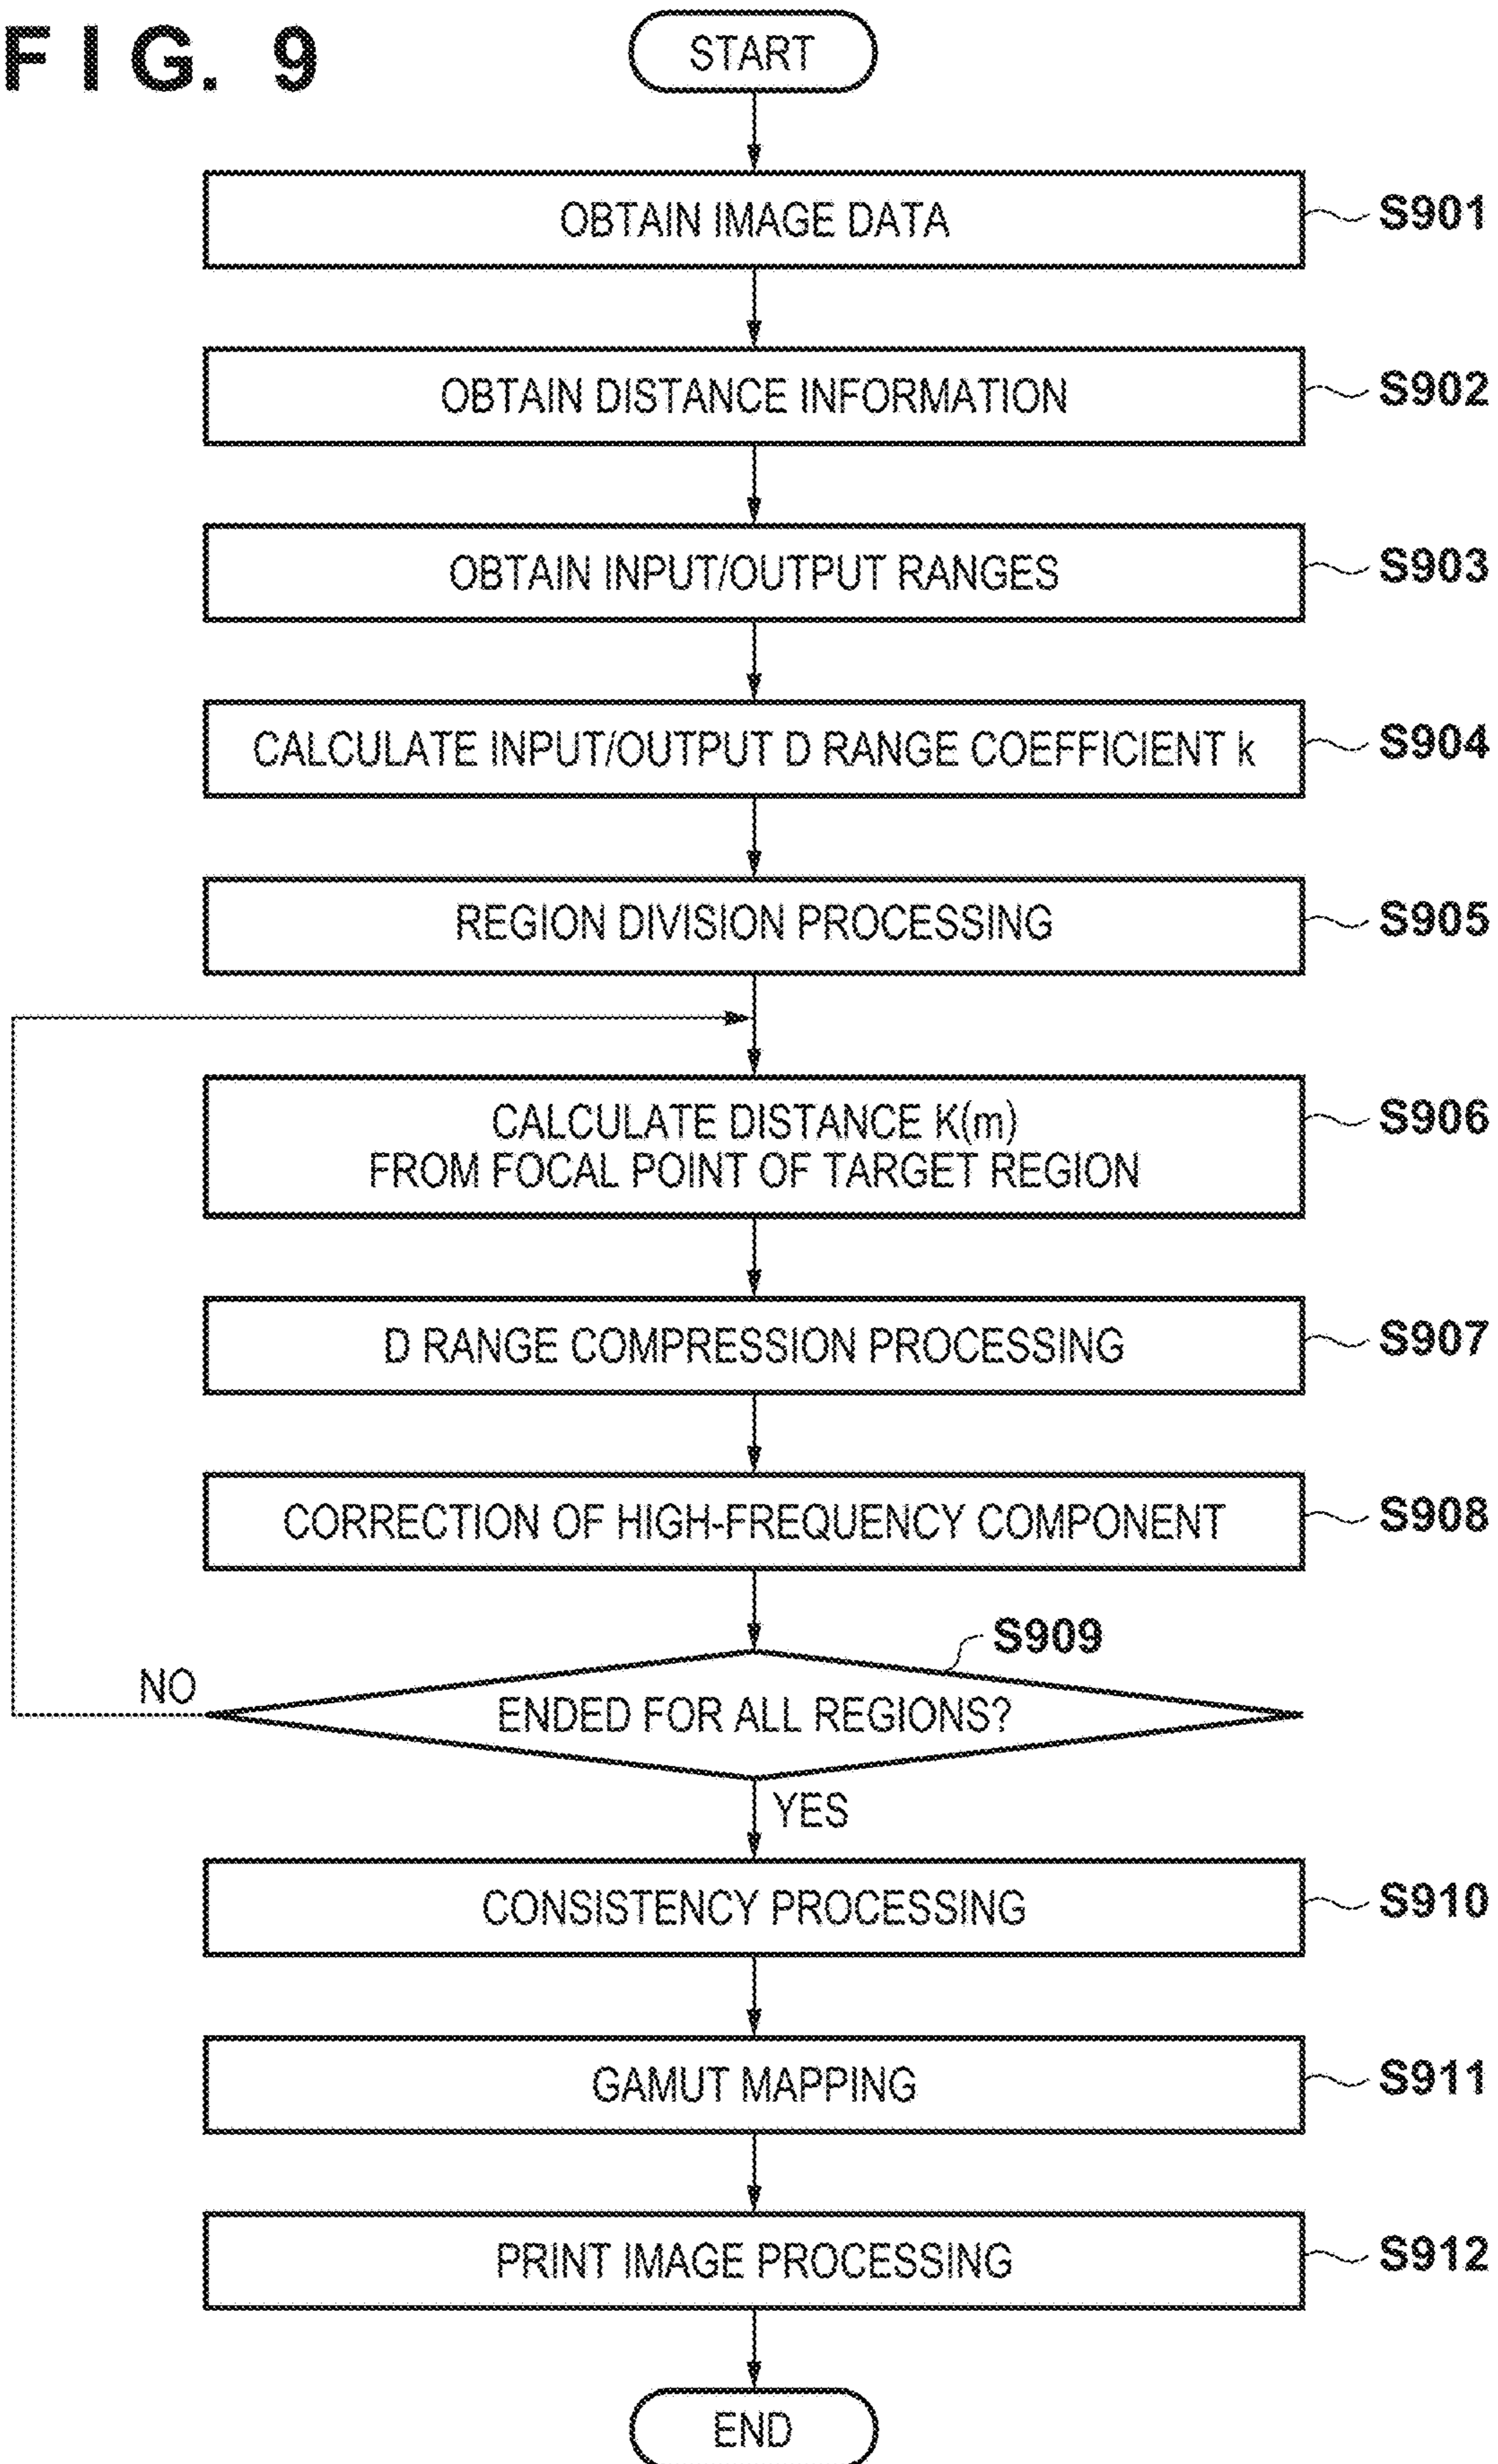 FIG. 9
START
OBTAIN IMAGE DATA
S901
OBTAIN DISTANCE INFORMATION
S902
OBTAIN INPUT/OUTPUT RANGES
S903
CALCULATE INPUT/OUTPUT D RANGE COEFFICIENT k
S904
REGION DIVISION PROCESSING
S905
CALCULATE DISTANCE K(m)
FROM FOCAL POINT OF TARGET REGION
S906
D RANGE COMPRESSION PROCESSING
S907
CORRECTION OF HIGH-FREQUENCY COMPONENT
S908
S909
NO
ENDED FOR ALL REGIONS?
YES
CONSISTENCY PROCESSING
S910
GAMUT MAPPING
S911
PRINT IMAGE PROCESSING
S912
END